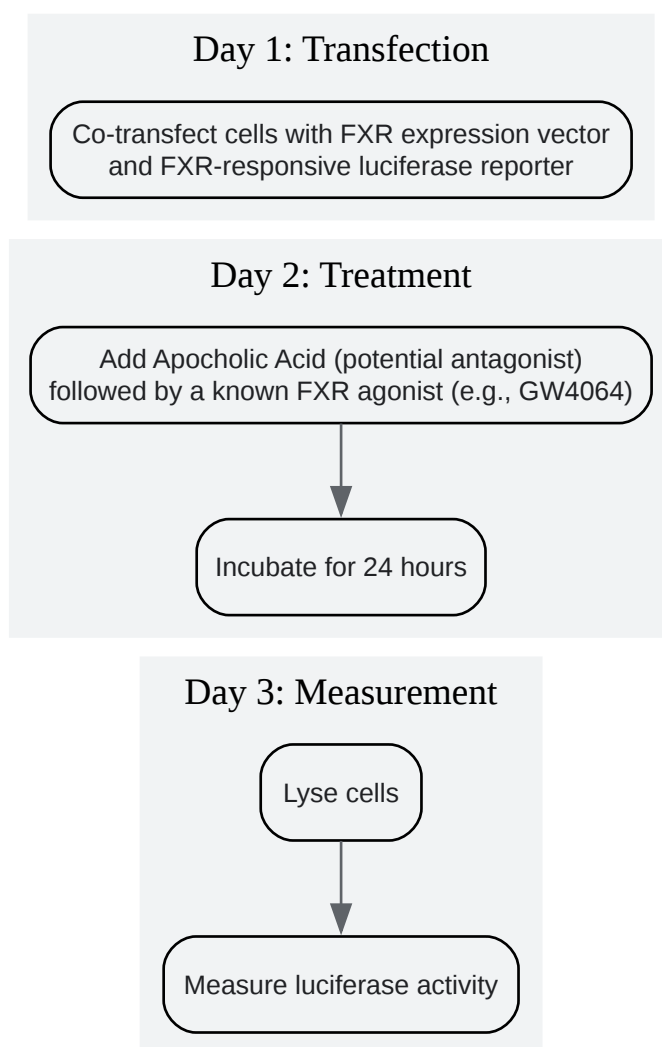 Day 1: Transfection
Co-transfect cells with FXR expression vector
and FXR-responsive luciferase reporter
Day 2: Treatment
Add Apocholic Acid (potential antagonist)
followed by a known FXR agonist (e.g., GW4064)
Incubate for 24 hours
Day 3: Measurement
Lyse cells
Measure luciferase activity